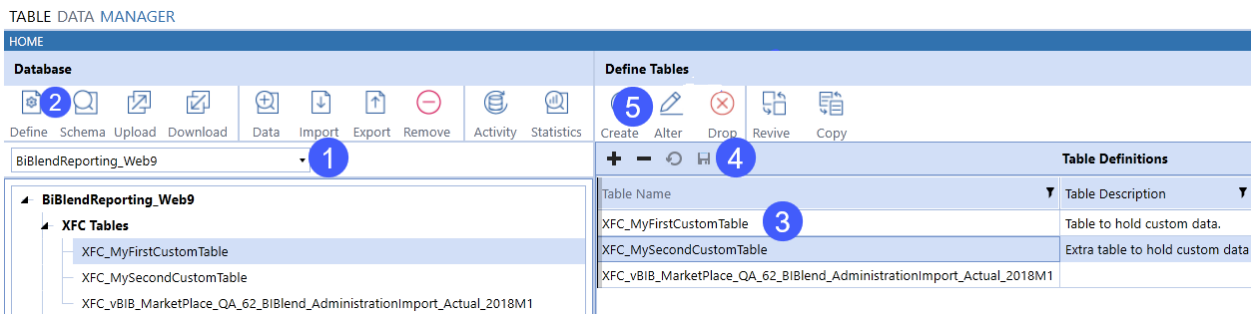 TABLE DATA MANAGER
HOME
Database
Define Tables
2
5
Define Schema Upload Download Data Import Export Remove Activity Statistics
Create Alter Drop Revive Copy
BiBlendReporting_Web9
1
4
Table Definitions
BiBlendReporting_Web9
Table Name
Table Description
XFC Tables
XFC_MyFirstCustomTable
3
Table to hold custom data.
XFC_MyFirstCustomTable
XFC_MySecondCustomTable
Extra table to hold custom data
XFC_MySecondCustomTable
XFC_vBIB_MarketPlace_QA_62_BIBlend_AdministrationImport_Actual_2018M1
XFC_vBIB_MarketPlace_QA_62_BIBlend_AdministrationImport_Actual_2018M1